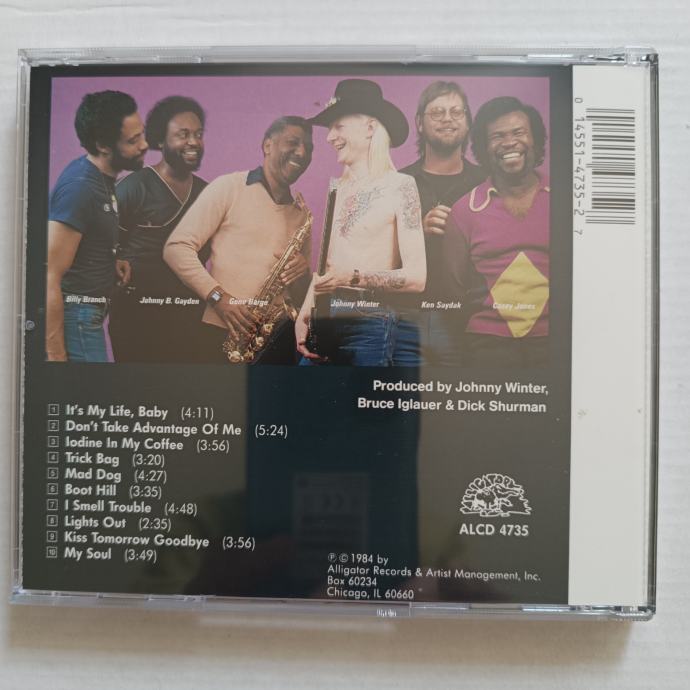 Billy Branch
Johnny B. Gayden
Gene Barge
Johnny Winter
Ken Saydak
Casey Jones
0 14551-4735-2 7
Produced by Johnny Winter,
Bruce Iglauer & Dick Shurman
1 It's My Life, Baby (4:11)
2 Don't Take Advantage Of Me (5:24)
3 Iodine In My Coffee (3:56)
4 Trick Bag (3:20)
5 Mad Dog (4:27)
6 Boot Hill (3:35)
7 I Smell Trouble (4:48)
8 Lights Out (2:35)
9 Kiss Tomorrow Goodbye (3:56)
10 My Soul (3:49)
ALLIGATOR
ALCD 4735
℗ © 1984 by
Alligator Records & Artist Management, Inc.
Box 60234
Chicago, IL 60660